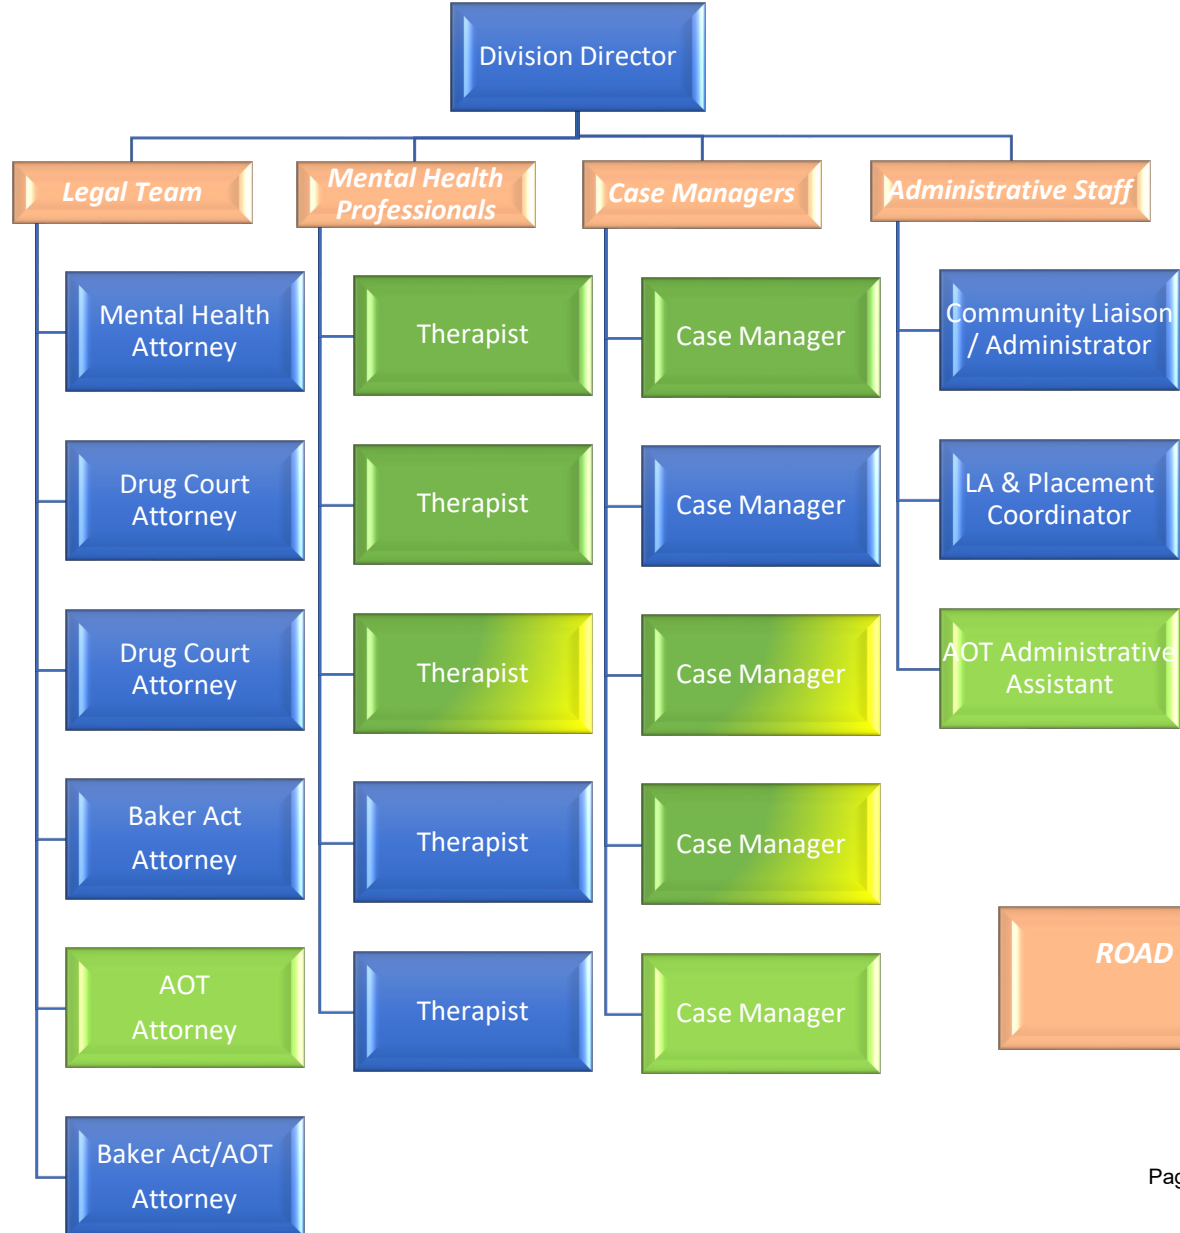 Division Director
Legal Team
Mental Health
Professionals
Case Managers
Administrative Staff
Mental Health
Attorney
Drug Court
Attorney
Drug Court
Attorney
Baker Act
Attorney
AOT
Attorney
Baker Act/AOT
Attorney
Therapist
Therapist
Therapist
Therapist
Therapist
Case Manager
Case Manager
Case Manager
Case Manager
Case Manager
Community Liaison
/ Administrator
LA & Placement
Coordinator
AOT Administrative
Assistant
ROAD